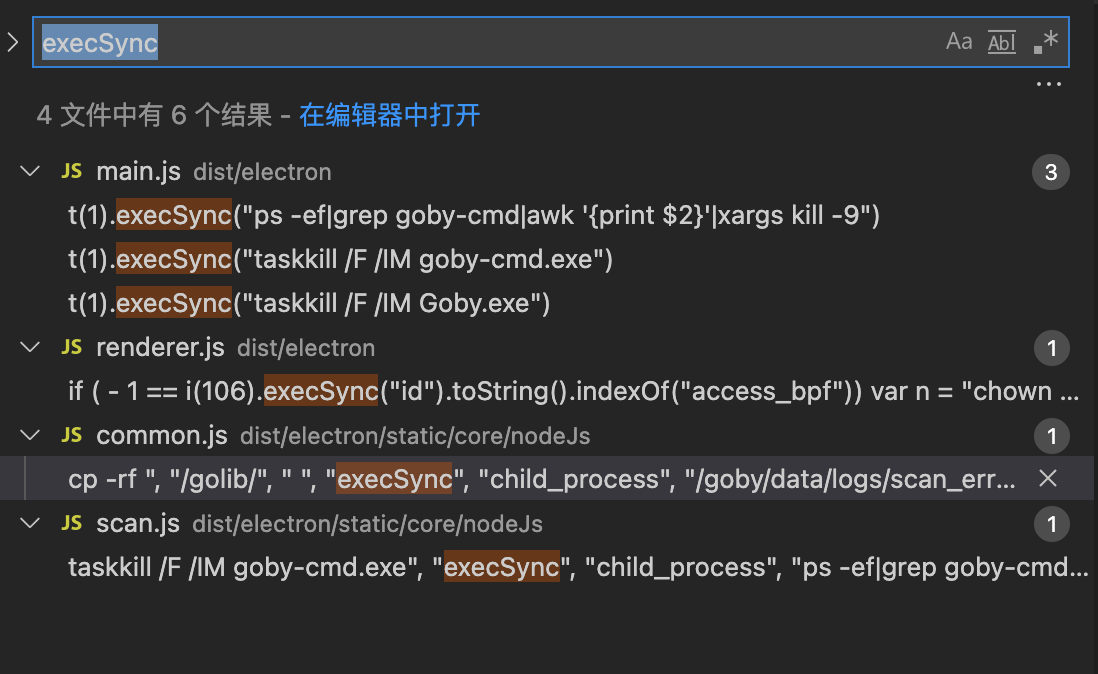 execSync Aa Abl .*
...
4 文件中有 6 个结果 - 在编辑器中打开
JS main.js dist/electron 3
t(1).execSync("ps -ef|grep goby-cmd|awk '{print $2}'|xargs kill -9")
t(1).execSync("taskkill /F /IM goby-cmd.exe")
t(1).execSync("taskkill /F /IM Goby.exe")
JS renderer.js dist/electron 1
if ( - 1 == i(106).execSync("id").toString().indexOf("access_bpf")) var n = "chown ...
JS common.js dist/electron/static/core/nodeJs 1
cp -rf ", "/golib/", " ", "execSync", "child_process", "/goby/data/logs/scan_err...
JS scan.js dist/electron/static/core/nodeJs 1
taskkill /F /IM goby-cmd.exe", "execSync", "child_process", "ps -ef|grep goby-cmd...